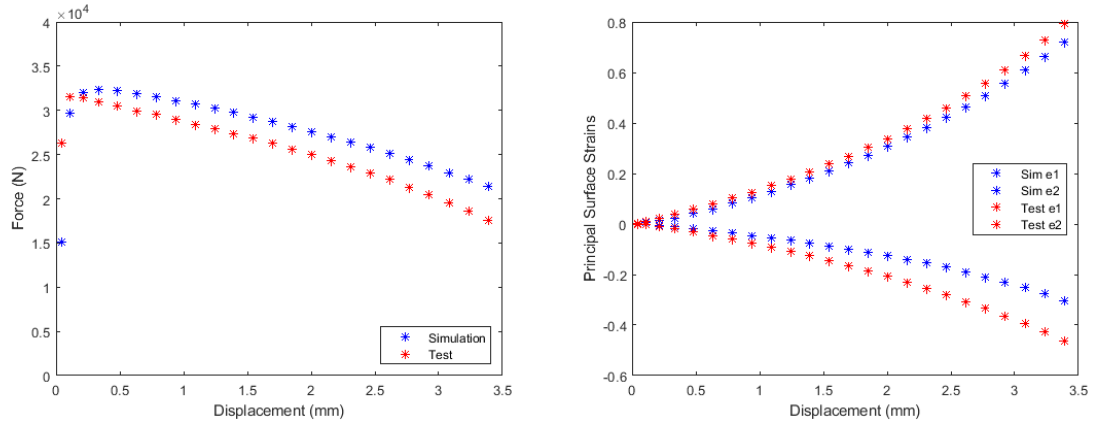 ×10⁴
4
3.5
3
2.5
2
1.5
1
0.5
0
Force (N)
0 0.5 1 1.5 2 2.5 3 3.5
Displacement (mm)
Simulation
Test
0.8
0.6
0.4
0.2
0
-0.2
-0.4
-0.6
Principal Surface Strains
0 0.5 1 1.5 2 2.5 3 3.5
Displacement (mm)
Sim e1
Sim e2
Test e1
Test e2